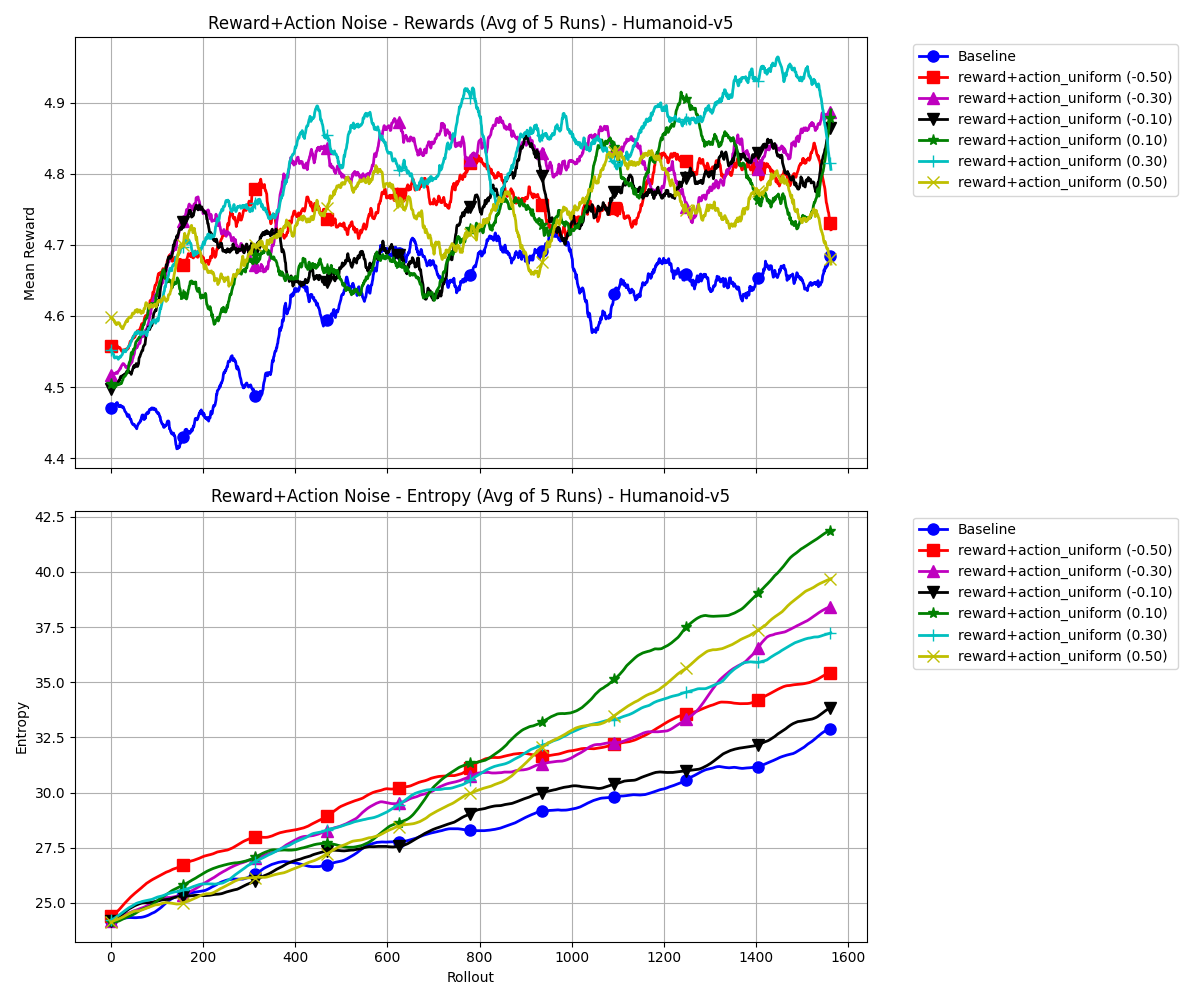 Reward+Action Noise - Rewards (Avg of 5 Runs) - Humanoid-v5
Mean Reward
4.9
4.8
4.7
4.6
4.5
4.4
Baseline
reward+action_uniform (-0.50)
reward+action_uniform (-0.30)
reward+action_uniform (-0.10)
reward+action_uniform (0.10)
reward+action_uniform (0.30)
reward+action_uniform (0.50)
Reward+Action Noise - Entropy (Avg of 5 Runs) - Humanoid-v5
Entropy
42.5
40.0
37.5
35.0
32.5
30.0
27.5
25.0
0 200 400 600 800 1000 1200 1400 1600
Rollout
Baseline
reward+action_uniform (-0.50)
reward+action_uniform (-0.30)
reward+action_uniform (-0.10)
reward+action_uniform (0.10)
reward+action_uniform (0.30)
reward+action_uniform (0.50)